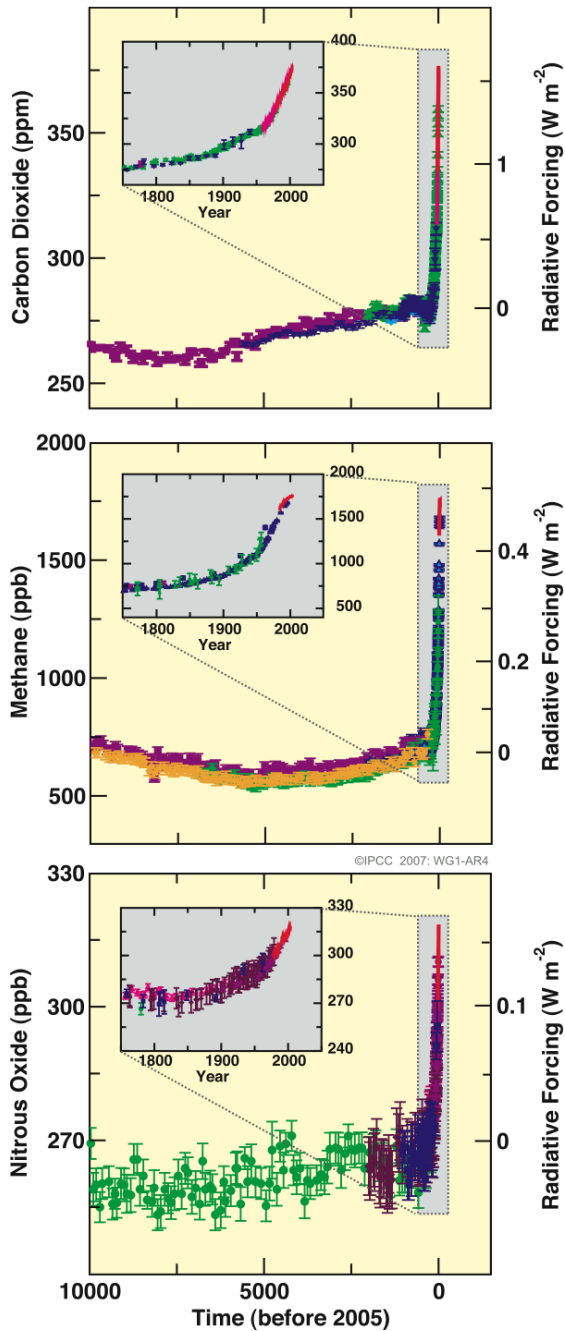 Carbon Dioxide (ppm)
350
300
250
400
350
300
1800 1900 2000
Year
1
0
Radiative Forcing (W m-2)
Methane (ppb)
2000
1500
1000
500
2000
1500
1000
500
1800 1900 2000
Year
0.4
0.2
0
Radiative Forcing (W m-2)
©IPCC 2007: WG1-AR4
Nitrous Oxide (ppb)
330
300
270
330
300
270
240
1800 1900 2000
Year
0.1
0
Radiative Forcing (W m-2)
10000 5000 0
Time (before 2005)